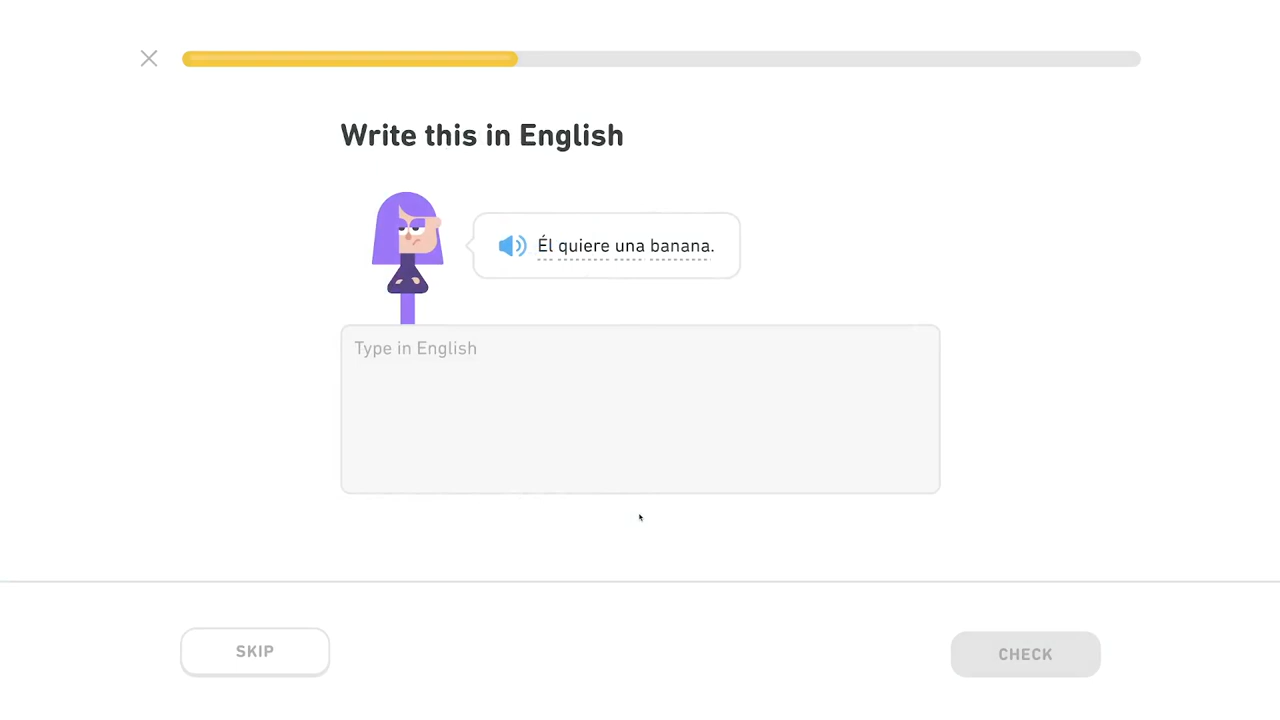 Write this in English
Él quiere una banana.
Type in English
SKIP
CHECK